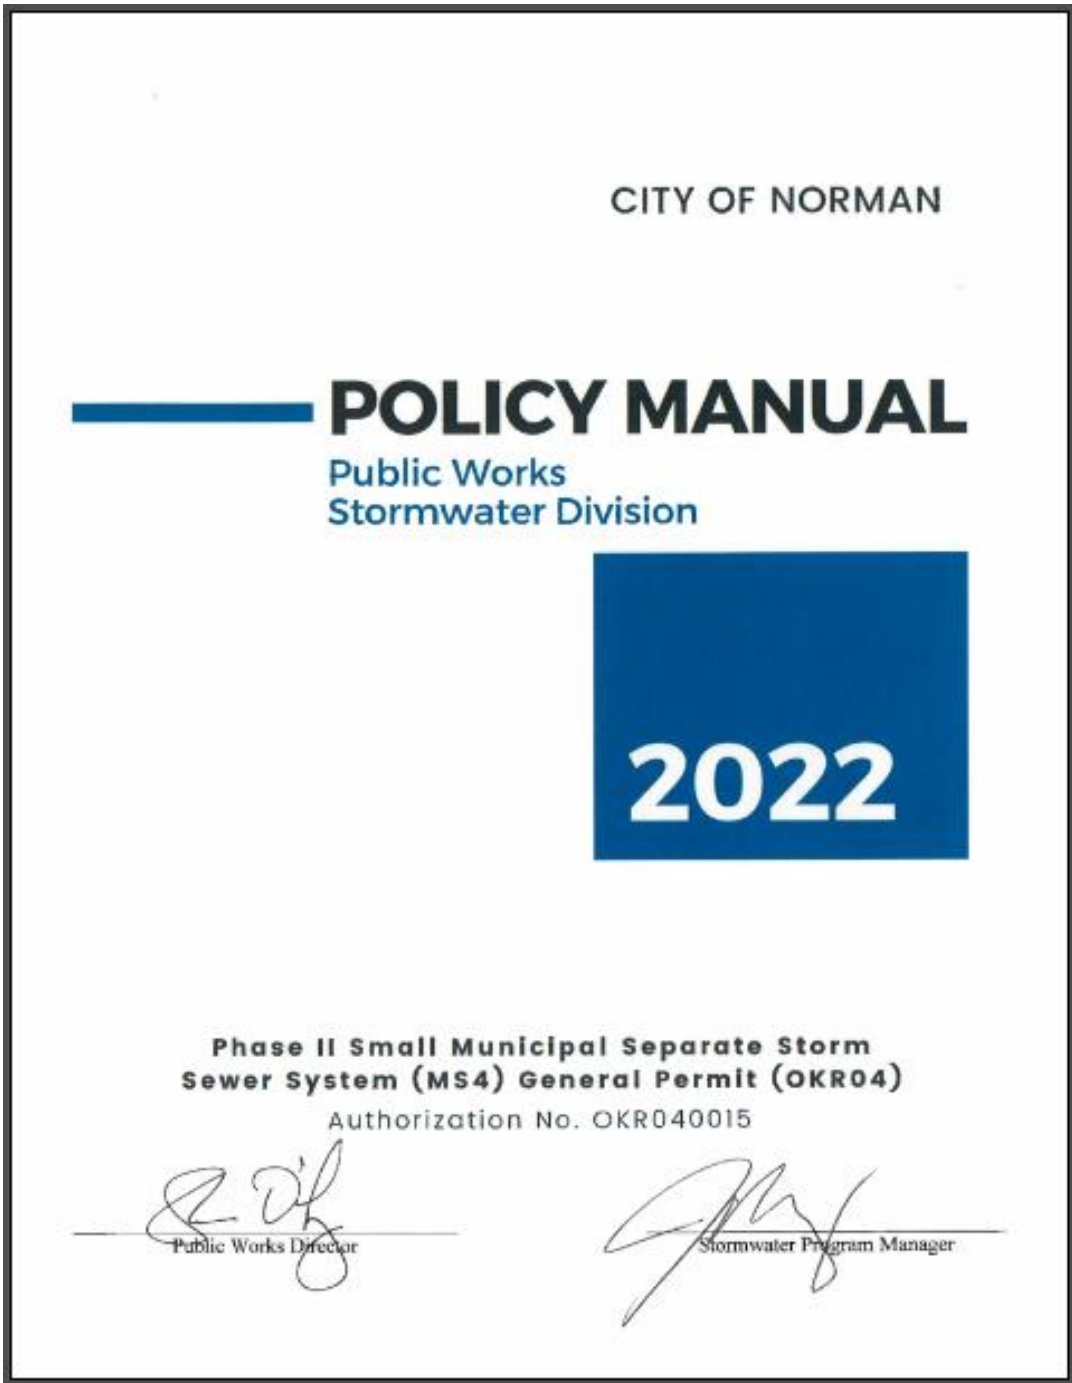 CITY OF NORMAN
POLICY MANUAL
Public Works
Stormwater Division
2022
Phase II Small Municipal Separate Storm
Sewer System (MS4) General Permit (OKR04)
Authorization No. OKR040015
Public Works Director
Stormwater Program Manager